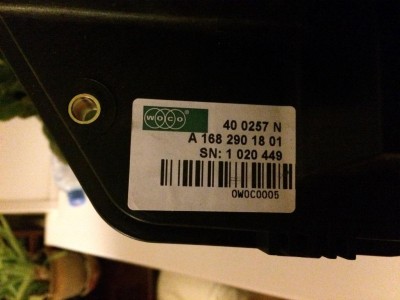 WOCO ®
40 0257 N
A 168 290 18 01
SN: 1 020 449
0W0C0005